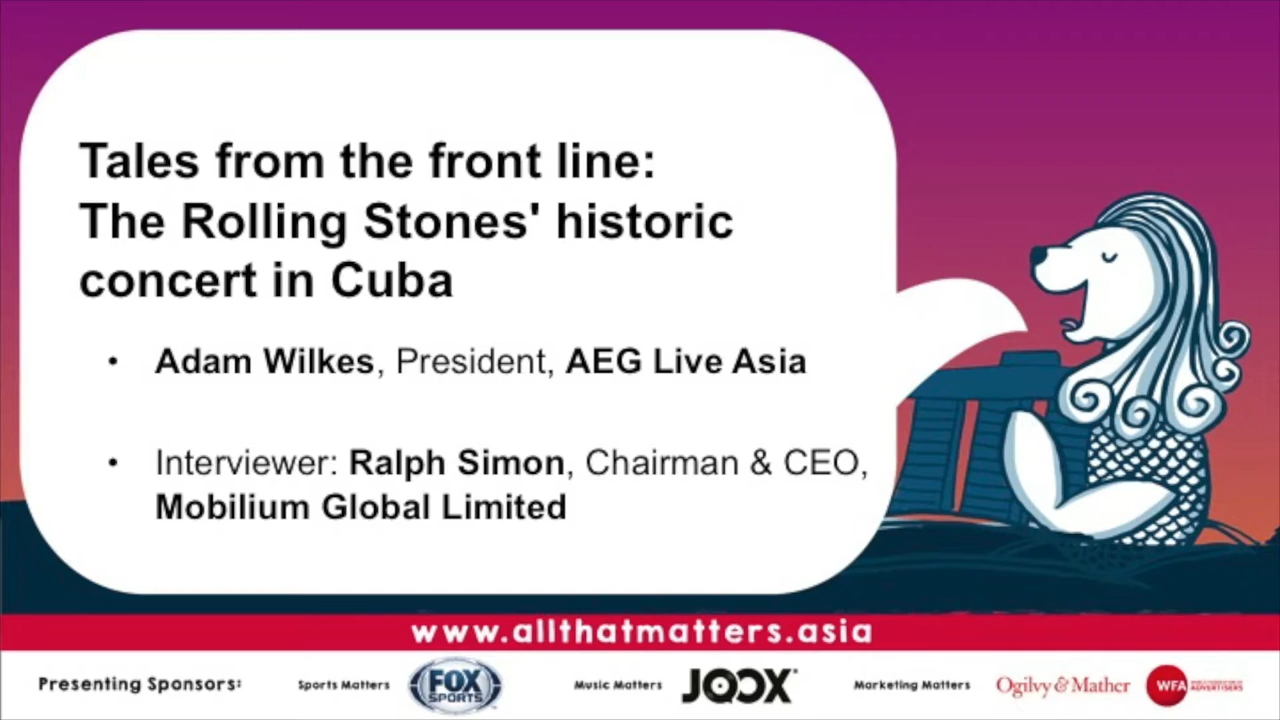 Tales from the front line:
The Rolling Stones' historic
concert in Cuba
• Adam Wilkes, President, AEG Live Asia
• Interviewer: Ralph Simon, Chairman & CEO,
Mobilium Global Limited
www.allthatmatters.asia
Presenting Sponsors: Sports Matters FOX SPORTS Music Matters JOOX Marketing Matters Ogilvy & Mather WFA